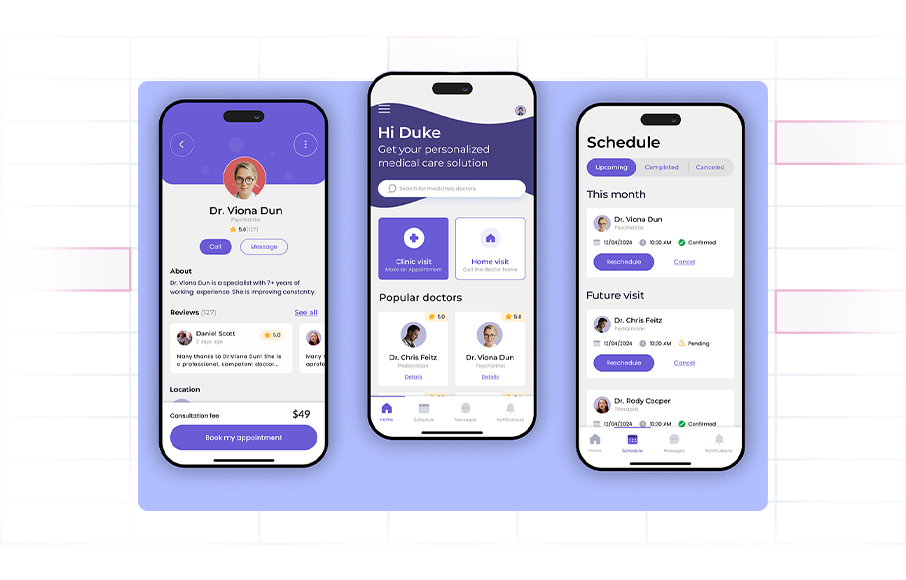 Dr. Viona Dun
Psychiatrist
5.0 (127)
Call
Message
About
Dr. Viona Dun is a specialist with 7+ years of
working experience. She is improving constantly.
Reviews (127)
See all
Daniel Scott
2 days ago
5.0
Many thanks to Dr.Viona Dun! She is
a professional, competent doctor...
Many t
aprofe
Location
Consultation fee
$49
Book my appointment
Hi Duke
Get your personalized
medical care solution
Search for medicines, doctors
Clinic visit
Make an Appointment
Home visit
Call the doctor home
Popular doctors
5.0
Dr. Chris Feitz
Pediatrician
Details
5.0
Dr. Viona Dun
Psychiatrist
Details
Home
Schedule
Messages
Notifications
Schedule
Upcoming
Completed
Canceled
This month
Dr. Viona Dun
Psychiatrist
12/04/2024
10:30 AM
Confirmed
Reschedule
Cancel
Future visit
Dr. Chris Feitz
Pediatrician
12/04/2024
10:30 AM
Pending
Reschedule
Cancel
Dr. Rody Cooper
Therapist
12/04/2024
10:30 AM
Confirmed
Home
Schedule
Messages
Notifications